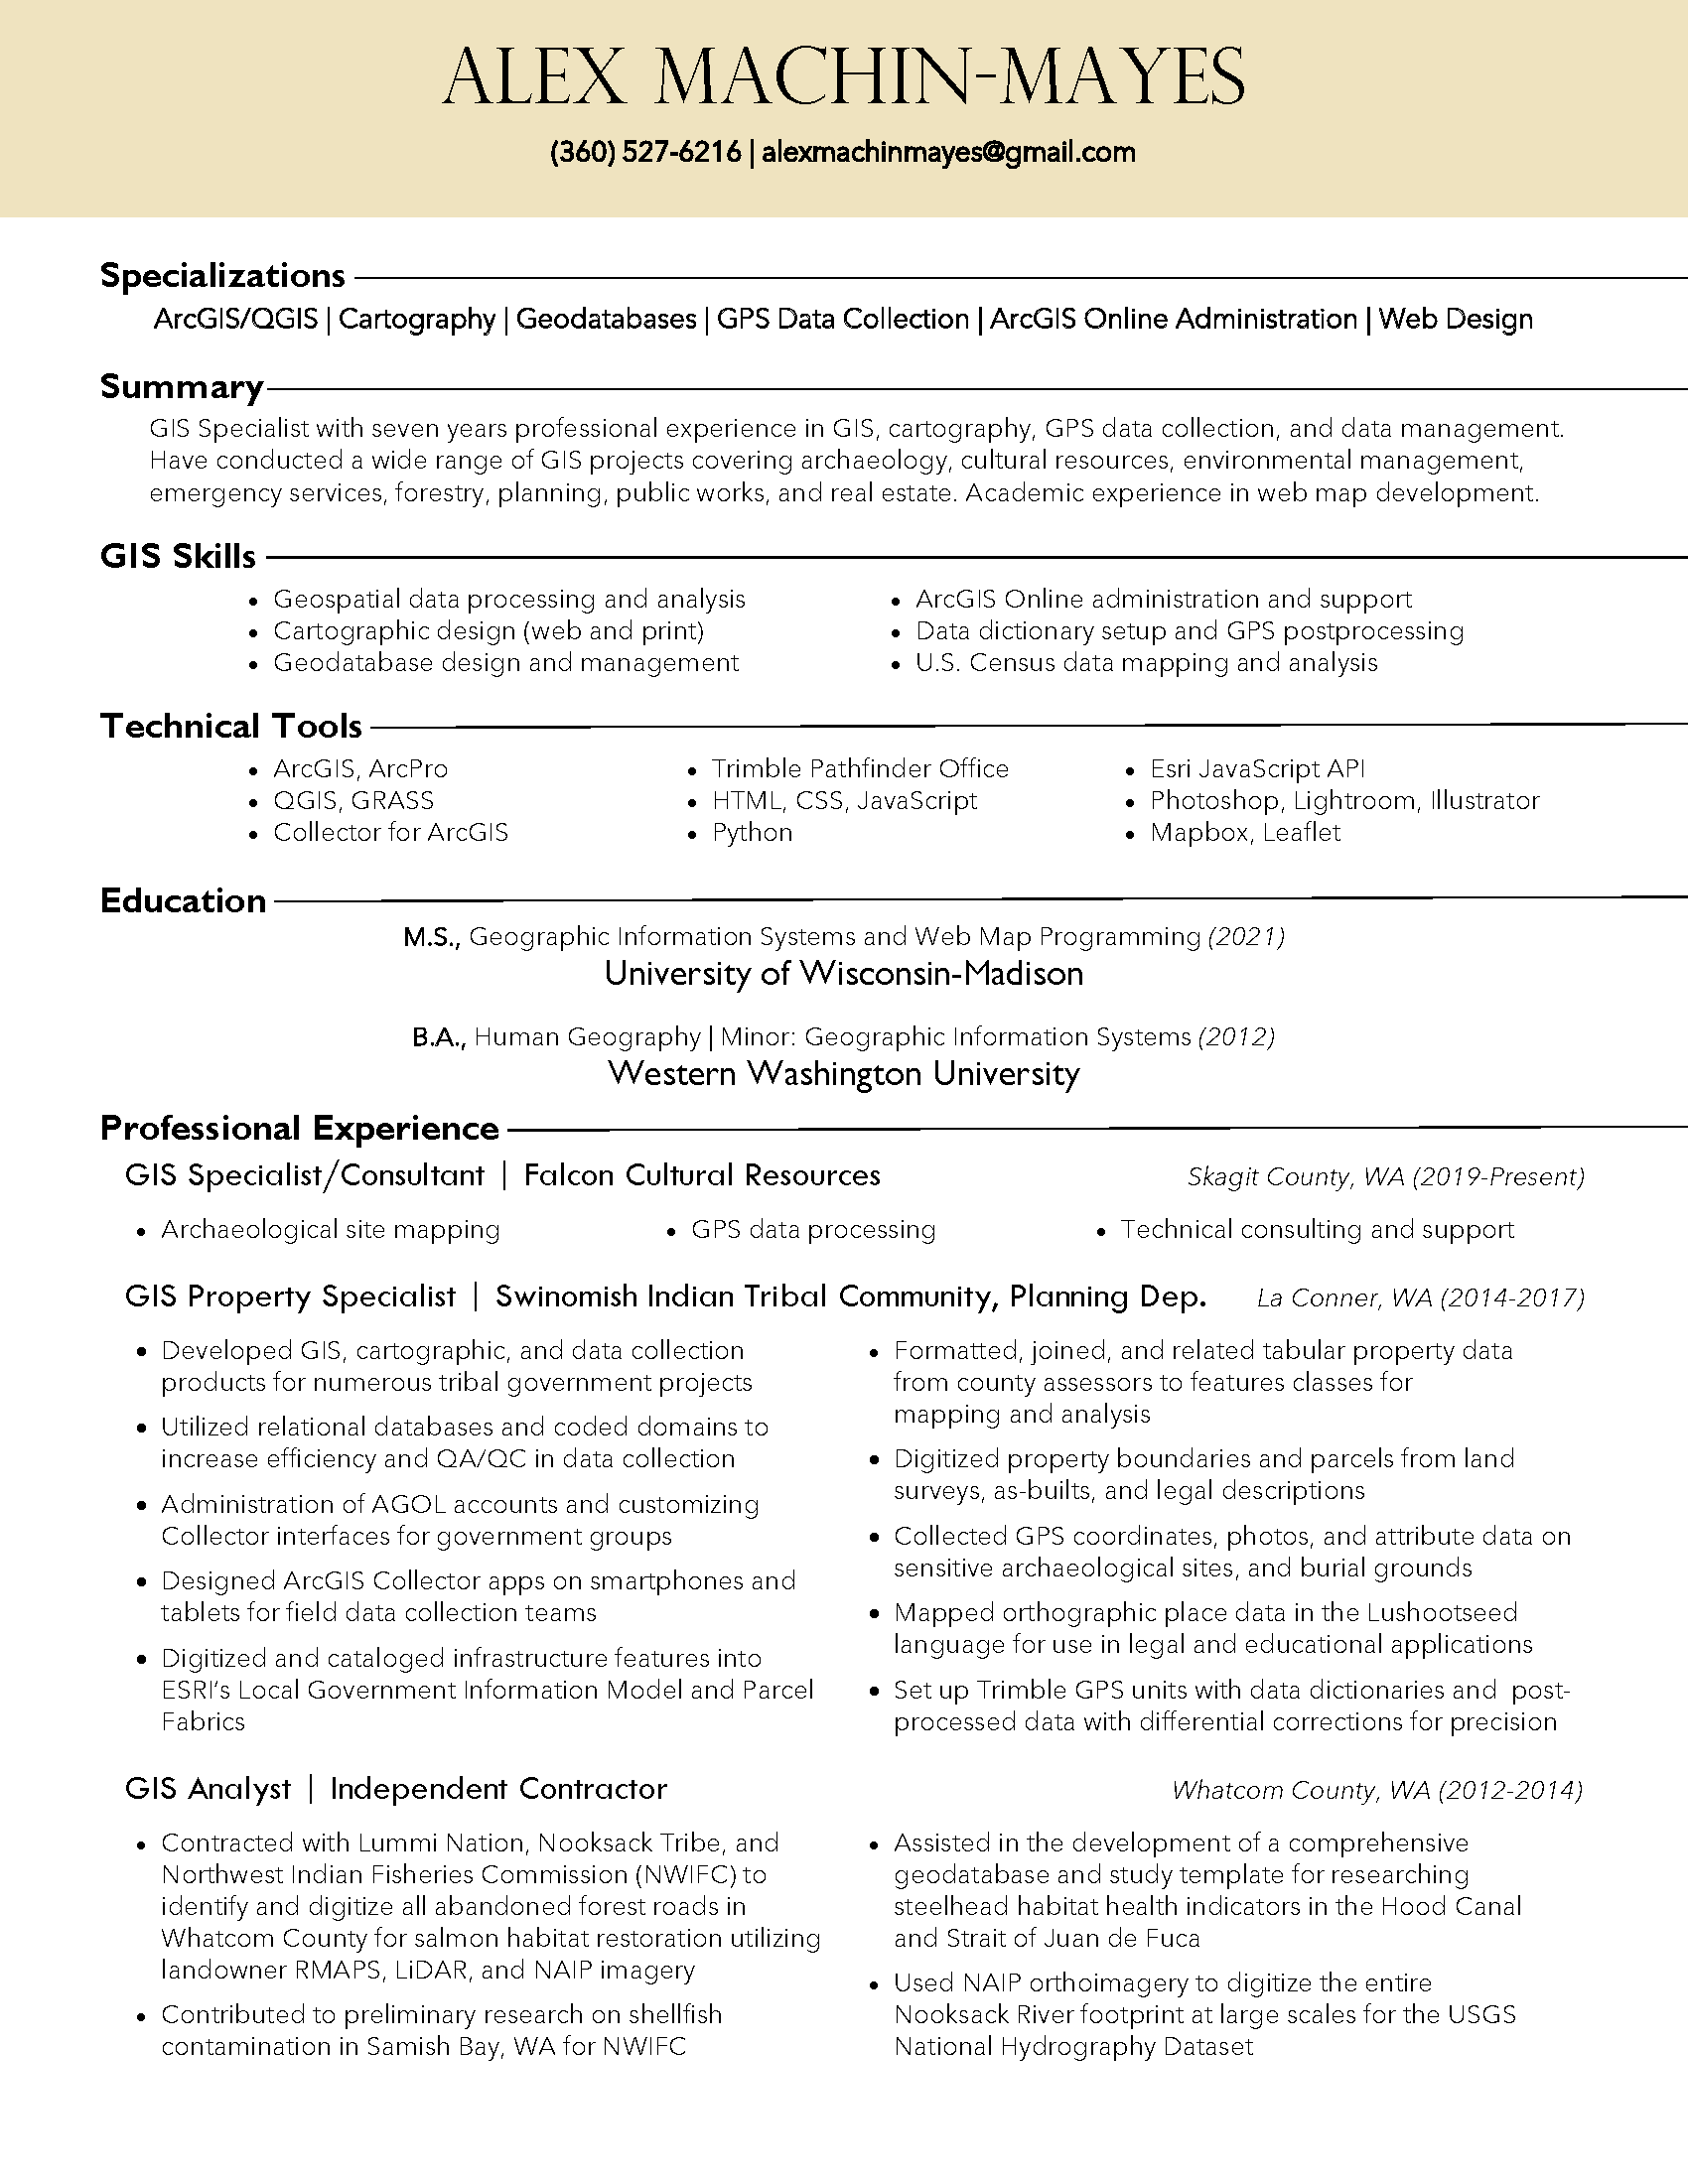 ALEX MACHIN-MAYES
(360) 527-6216 | alexmachinmayes@gmail.com
Specializations
ArcGIS/QGIS | Cartography | Geodatabases | GPS Data Collection | ArcGIS Online Administration | Web Design
Summary
GIS Specialist with seven years professional experience in GIS, cartography, GPS data collection, and data management.
Have conducted a wide range of GIS projects covering archaeology, cultural resources, environmental management,
emergency services, forestry, planning, public works, and real estate. Academic experience in web map development.
GIS Skills
• Geospatial data processing and analysis
• Cartographic design (web and print)
• Geodatabase design and management
• ArcGIS Online administration and support
• Data dictionary setup and GPS postprocessing
• U.S. Census data mapping and analysis
Technical Tools
• ArcGIS, ArcPro
• QGIS, GRASS
• Collector for ArcGIS
• Trimble Pathfinder Office
• HTML, CSS, JavaScript
• Python
• Esri JavaScript API
• Photoshop, Lightroom, Illustrator
• Mapbox, Leaflet
Education
M.S., Geographic Information Systems and Web Map Programming (2021)
University of Wisconsin-Madison
B.A., Human Geography | Minor: Geographic Information Systems (2012)
Western Washington University
Professional Experience
GIS Specialist/Consultant | Falcon Cultural Resources Skagit County, WA (2019-Present)
• Archaeological site mapping • GPS data processing • Technical consulting and support
GIS Property Specialist | Swinomish Indian Tribal Community, Planning Dep. La Conner, WA (2014-2017)
• Developed GIS, cartographic, and data collection
products for numerous tribal government projects
• Utilized relational databases and coded domains to
increase efficiency and QA/QC in data collection
• Administration of AGOL accounts and customizing
Collector interfaces for government groups
• Designed ArcGIS Collector apps on smartphones and
tablets for field data collection teams
• Digitized and cataloged infrastructure features into
ESRI's Local Government Information Model and Parcel
Fabrics
• Formatted, joined, and related tabular property data
from county assessors to features classes for
mapping and analysis
• Digitized property boundaries and parcels from land
surveys, as-builts, and legal descriptions
• Collected GPS coordinates, photos, and attribute data on
sensitive archaeological sites, and burial grounds
• Mapped orthographic place data in the Lushootseed
language for use in legal and educational applications
• Set up Trimble GPS units with data dictionaries and post-
processed data with differential corrections for precision
GIS Analyst | Independent Contractor Whatcom County, WA (2012-2014)
• Contracted with Lummi Nation, Nooksack Tribe, and
Northwest Indian Fisheries Commission (NWIFC) to
identify and digitize all abandoned forest roads in
Whatcom County for salmon habitat restoration utilizing
landowner RMAPS, LiDAR, and NAIP imagery
• Contributed to preliminary research on shellfish
contamination in Samish Bay, WA for NWIFC
• Assisted in the development of a comprehensive
geodatabase and study template for researching
steelhead habitat health indicators in the Hood Canal
and Strait of Juan de Fuca
• Used NAIP orthoimagery to digitize the entire
Nooksack River footprint at large scales for the USGS
National Hydrography Dataset